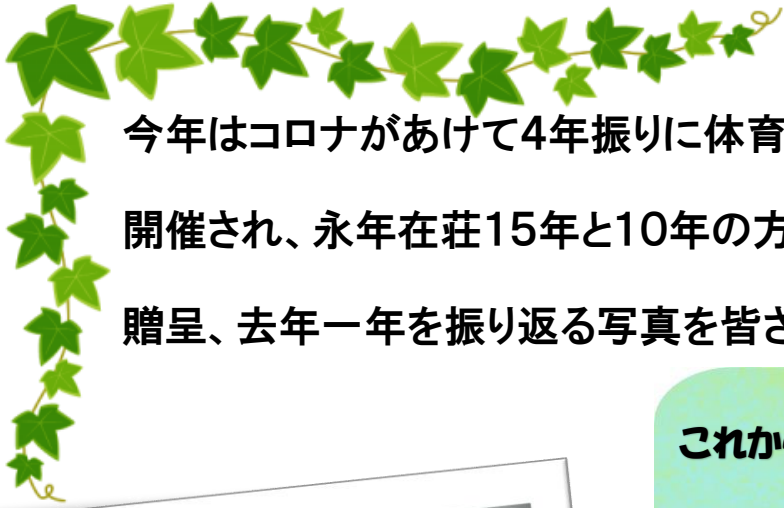 今年はコロナがあけて4年振りに体育
開催され、永年在荘15年と10年の方
贈呈、去年一年を振り返る写真を皆さ
これか